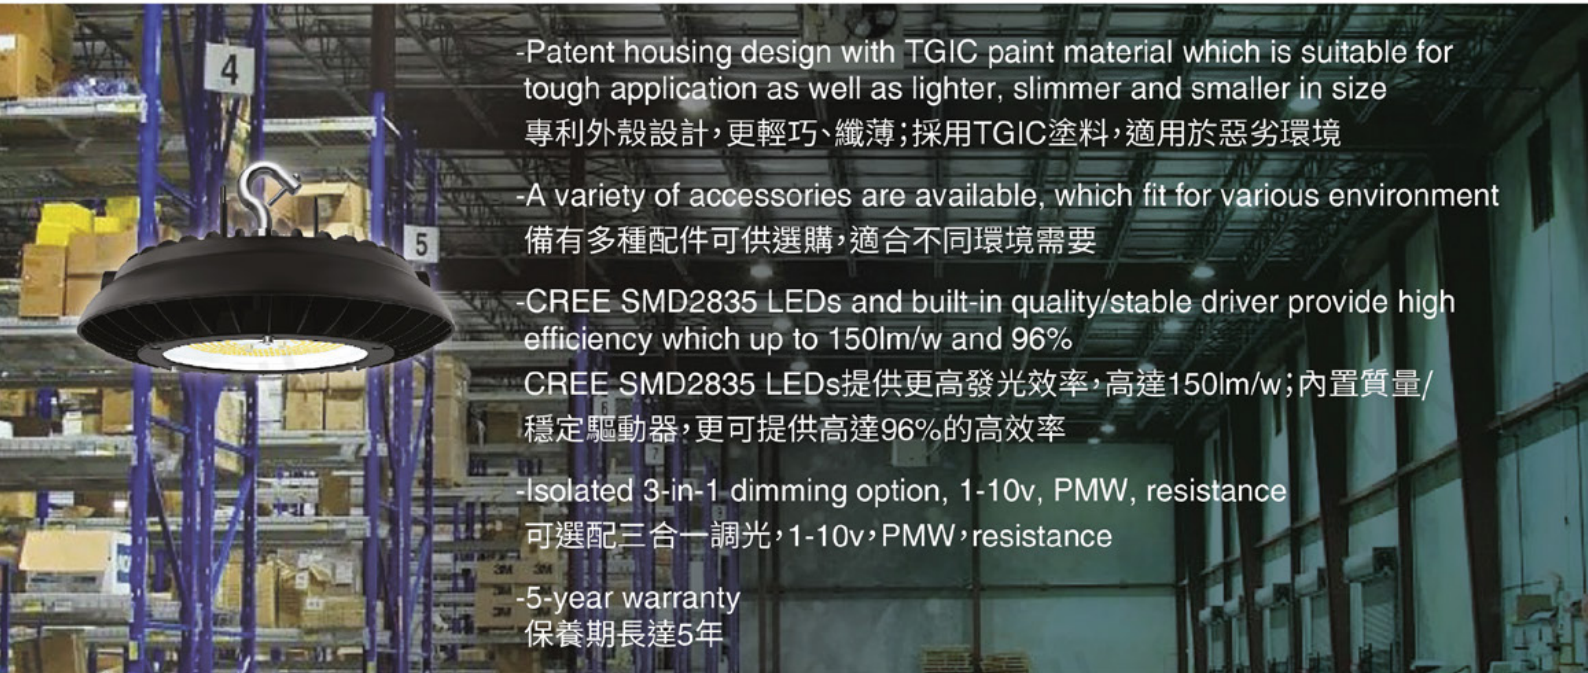 4
5
-Patent housing design with TGIC paint material which is suitable for
tough application as well as lighter, slimmer and smaller in size
專利外殼設計，更輕巧、纖薄；採用TGIC塗料，適用於惡劣環境
-A variety of accessories are available, which fit for various environment
備有多種配件可供選購，適合不同環境需要
-CREE SMD2835 LEDs and built-in quality/stable driver provide high
efficiency which up to 150lm/w and 96%
CREE SMD2835 LEDs提供更高發光效率，高達150lm/w；內置質量/
穩定驅動器，更可提供高達96%的高效率
-Isolated 3-in-1 dimming option, 1-10v, PMW, resistance
可選配三合一調光，1-10v，PMW，resistance
-5-year warranty
保養期長達5年
7
3M
3M
3M
3M